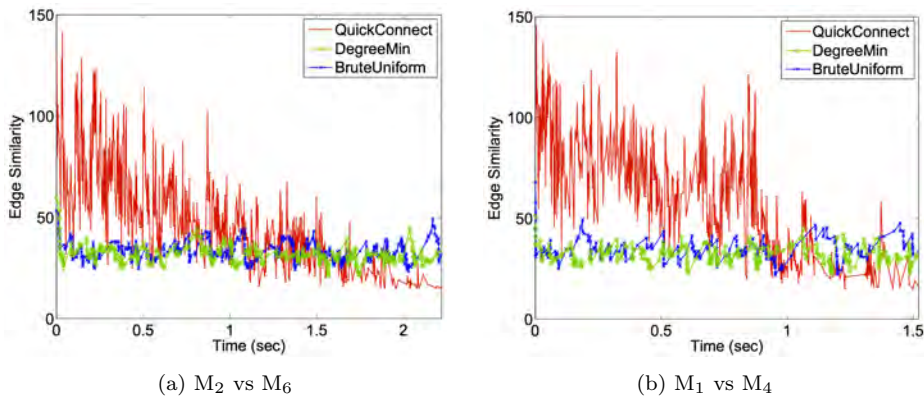 150
100
50
0
Edge Similarity
0
0.5
1
1.5
2
Time (sec)
QuickConnect
DegreeMin
BruteUniform
(a) M₂ vs M₆
150
100
50
0
Edge Similarity
0
0.5
1
1.5
Time (sec)
QuickConnect
DegreeMin
BruteUniform
(b) M₁ vs M₄